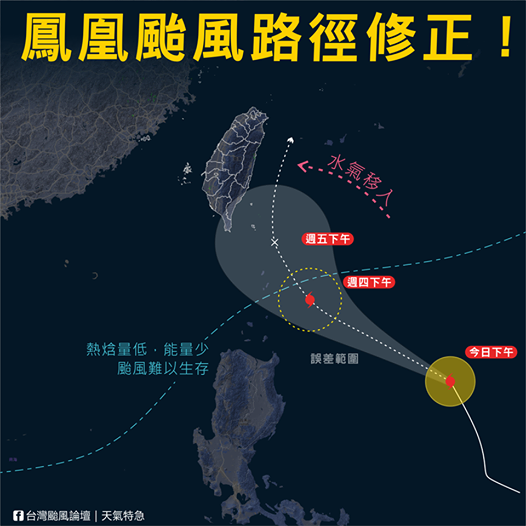 鳳凰颱風路徑修正！
水氣移入
週五下午
週四下午
熱焓量低，能量少
颱風難以生存
誤差範圍
今日下午
台灣颱風論壇｜天氣特急